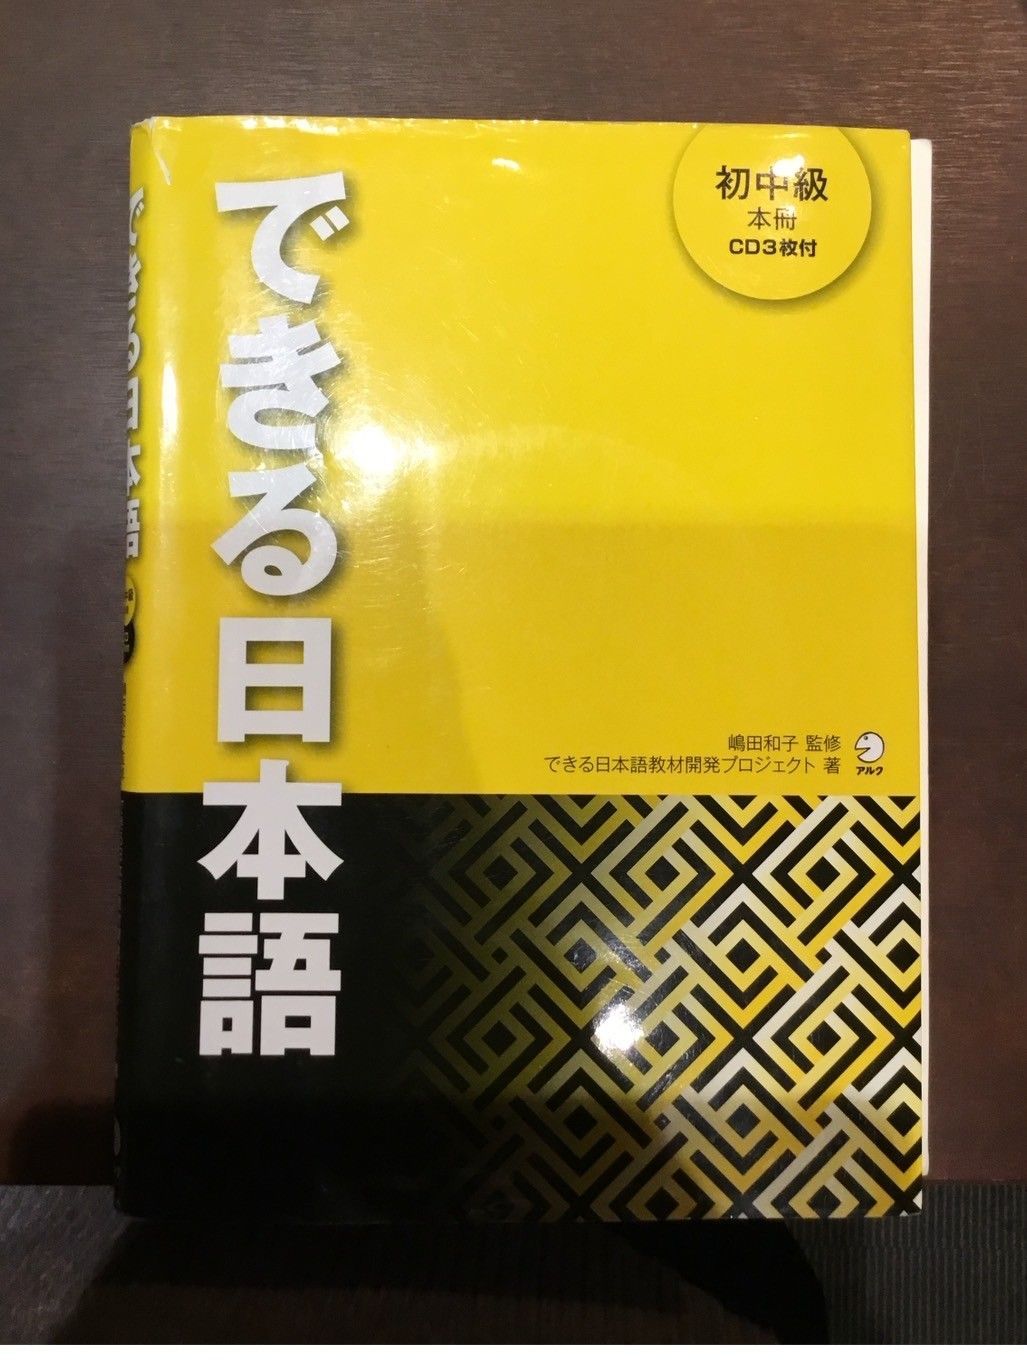 できる日本語
初中級
本冊
CD3枚付
嶋田和子 監修
できる日本語教材開発プロジェクト 著
アルク
できる日本語